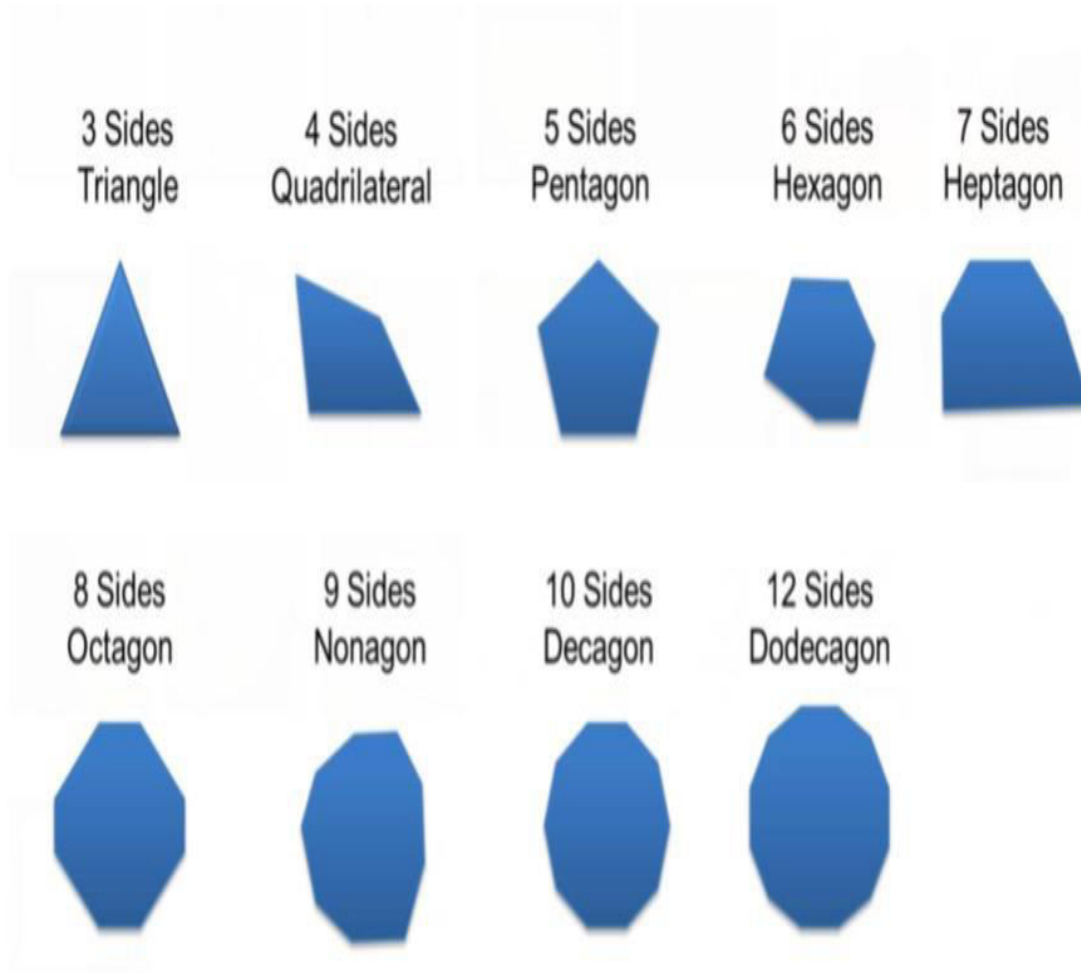 3 Sides
Triangle
4 Sides
Quadrilateral
5 Sides
Pentagon
6 Sides
Hexagon
7 Sides
Heptagon
8 Sides
Octagon
9 Sides
Nonagon
10 Sides
Decagon
12 Sides
Dodecagon